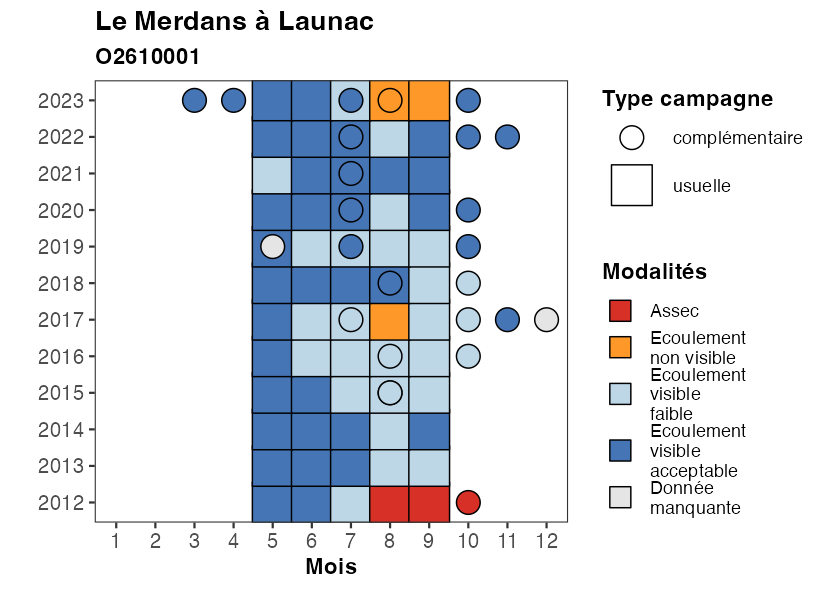 Le Merdans à Launac
O2610001
2023
2022
2021
2020
2019
2018
2017
2016
2015
2014
2013
2012
1 2 3 4 5 6 7 8 9 10 11 12
Mois
Type campagne
complémentaire
usuelle
Modalités
Assec
Ecoulement
non visible
Ecoulement
visible
faible
Ecoulement
visible
acceptable
Donnée
manquante